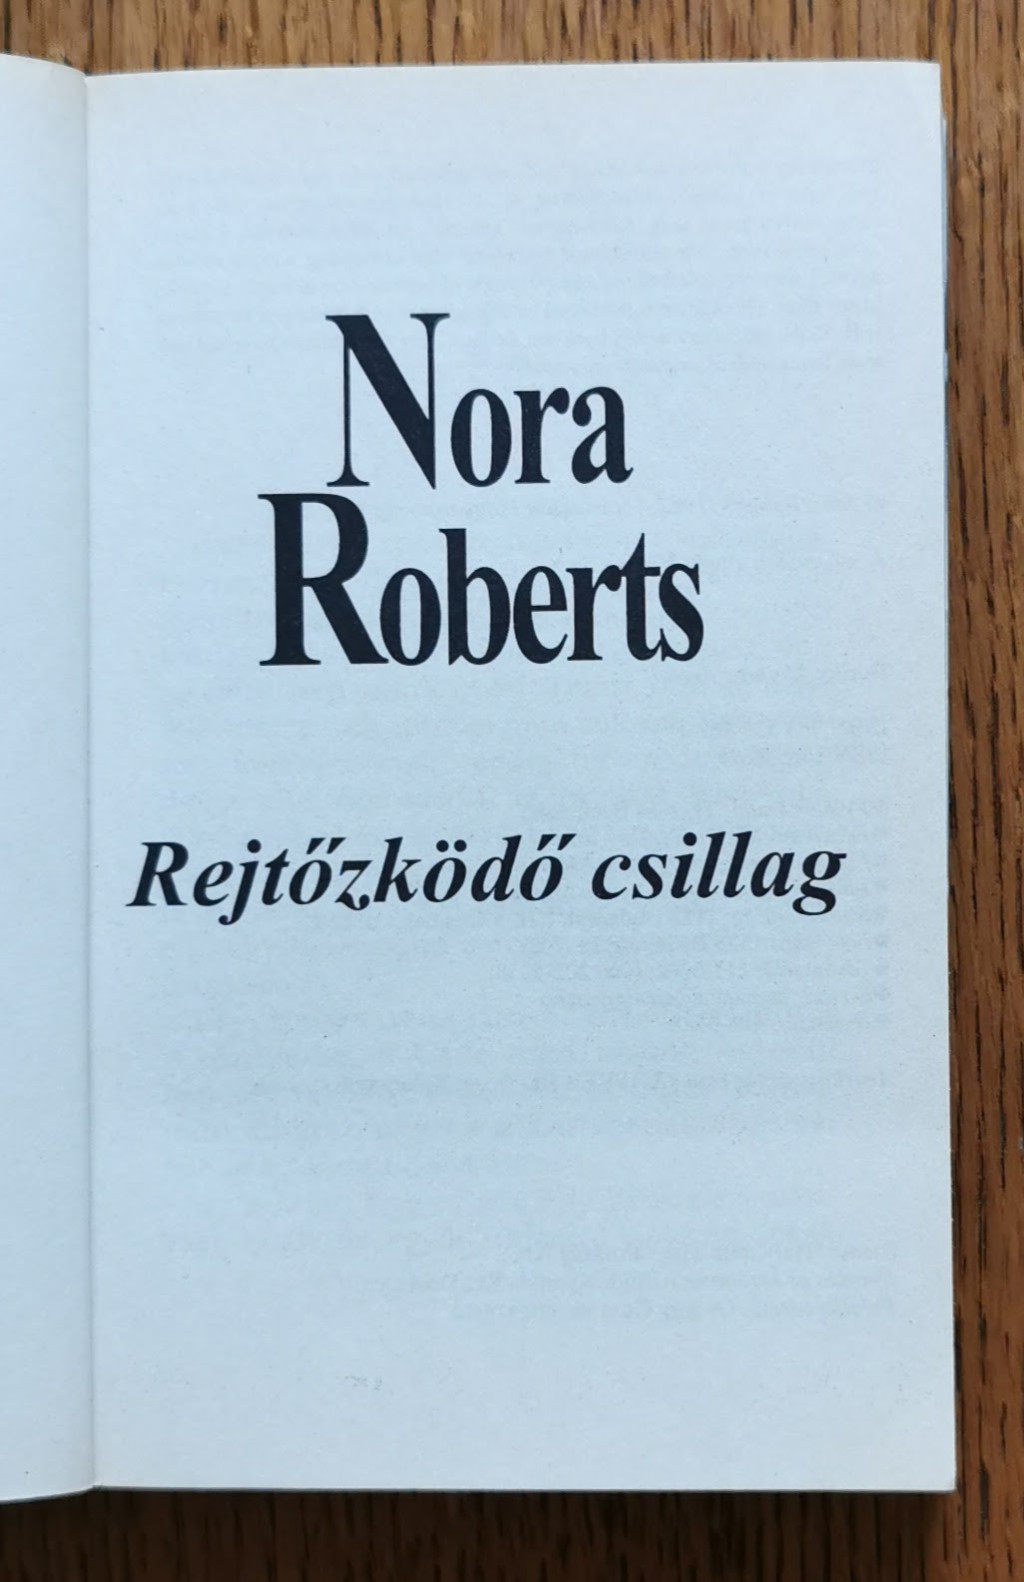 Nora
Roberts
Rejtőzködő csillag